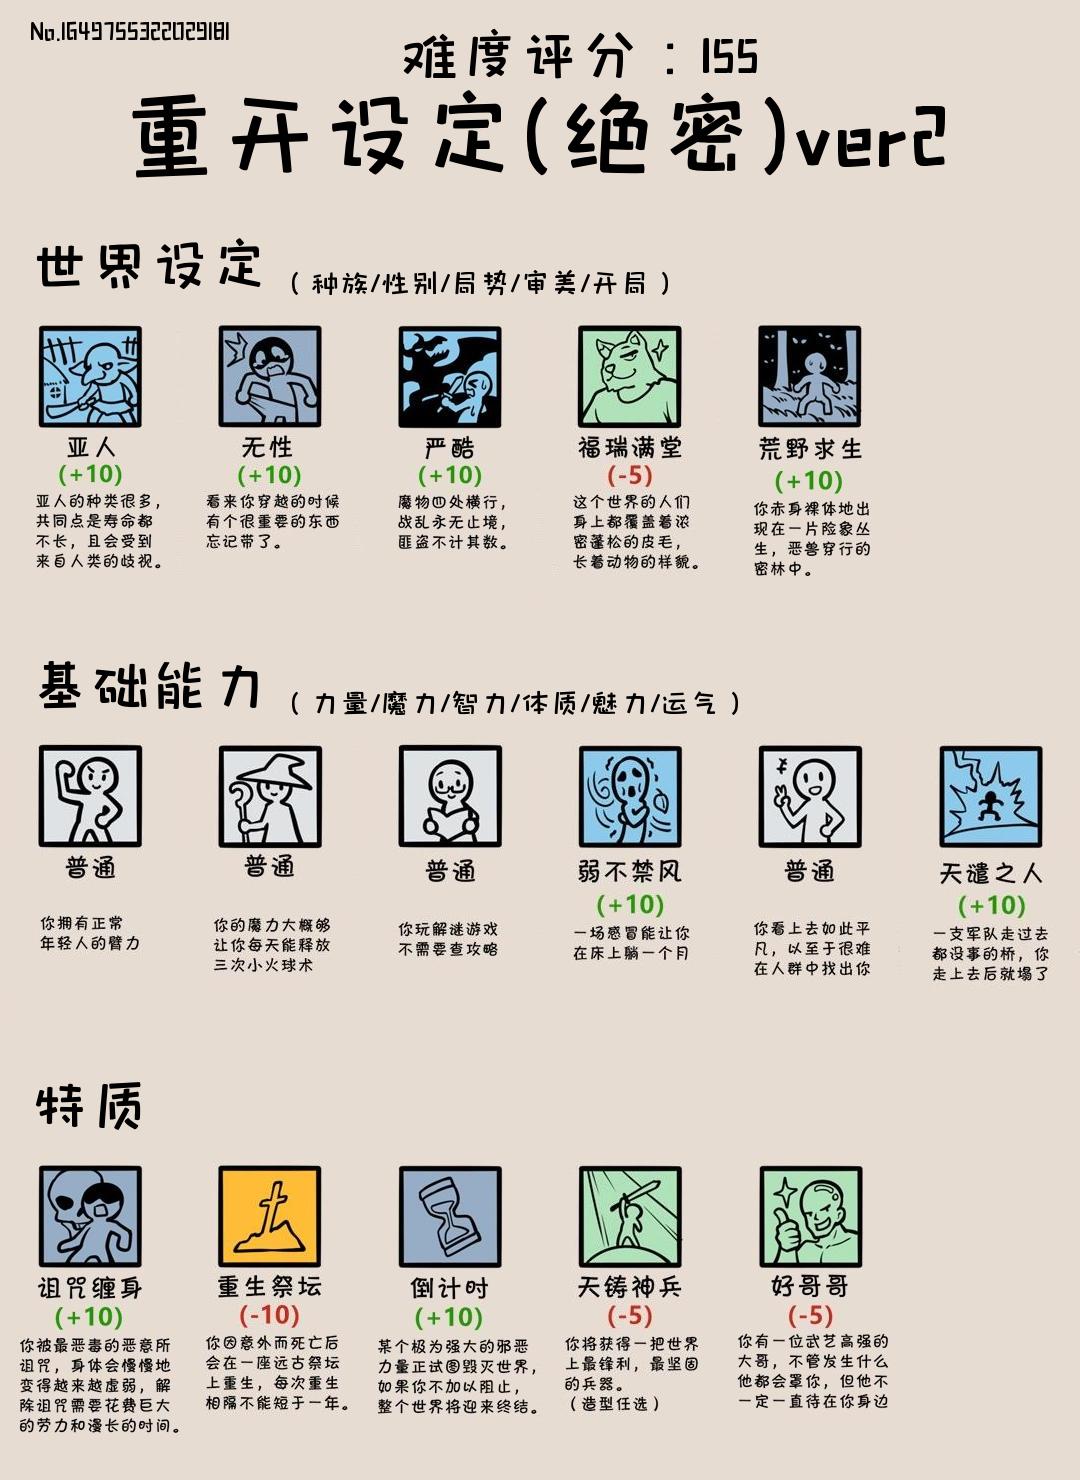 No.1649755322029181
难度评分：155
重开设定(绝密)ver2
世界设定（种族/性别/局势/审美/开局）
亚人
(+10)
亚人的种类很多，
共同点是寿命都
不长，且会受到
来自人类的歧视。
无性
(+10)
看来你穿越的时候
有个很重要的东西
忘记带了。
严酷
(+10)
魔物四处横行，
战乱永无止境，
匪盗不计其数。
福瑞满堂
(-5)
这个世界的人们
身上都覆盖着浓
密蓬松的皮毛，
长着动物的样貌。
荒野求生
(+10)
你赤身裸体地出
现在一片险象丛
生，恶兽穿行的
密林中。
基础能力（力量/魔力/智力/体质/魅力/运气）
普通
你拥有正常
年轻人的臂力
普通
你的魔力大概够
让你每天能释放
三次小火球术
普通
你玩解谜游戏
不需要查攻略
弱不禁风
(+10)
一场感冒能让你
在床上躺一个月
普通
你看上去如此平
凡，以至于很难
在人群中找出你
天谴之人
(+10)
一支军队走过去
都没事的桥，你
走上去后就塌了
特质
诅咒缠身
(+10)
你被最恶毒的恶意所
诅咒，身体会慢慢地
变得越来越虚弱，解
除诅咒需要花费巨大
的劳力和漫长的时间。
重生祭坛
(-10)
你因意外而死亡后
会在一座远古祭坛
上重生，每次重生
相隔不能短于一年。
倒计时
(+10)
某个极为强大的邪恶
力量正试图毁灭世界，
如果你不加以阻止，
整个世界将迎来终结。
天铸神兵
(-5)
你将获得一把世界
上最锋利，最坚固
的兵器。
（造型任选）
好哥哥
(-5)
你有一位武艺高强的
大哥，不管发生什么
他都会罩你，但他不
一定一直待在你身边